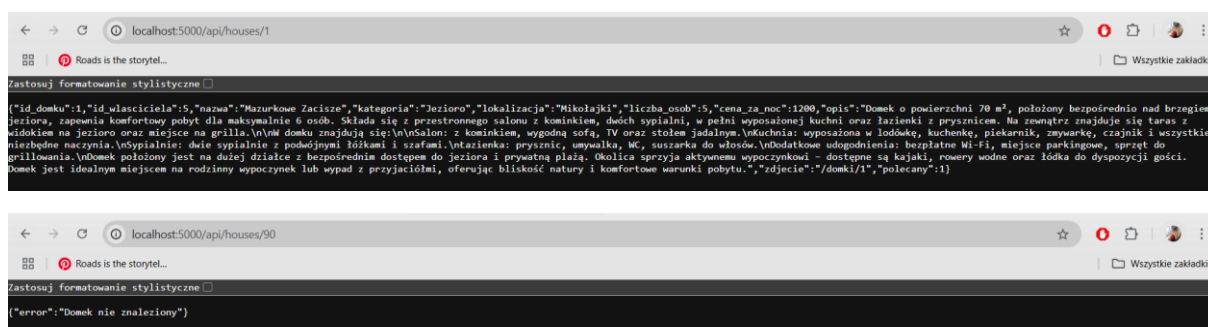 localhost:5000/api/houses/1
Roads is the storytel...
Wszystkie zakładk
Zastosuj formatowanie stylistyczne
{"id_domku":1,"id_wlasciciela":5,"nazwa":"Mazurkowe Zacisze","kategoria":"Jezioro","lokalizacja":"Mikołajki","liczba_osob":5,"cena_za_noc":1200,"opis":"Domek o powierzchni 70 m², położony bezpośrednio nad brzegiem
jeziora, zapewnia komfortowy pobyt dla maksymalnie 6 osób. Składa się z przestronnego salonu z kominkiem, dwóch sypialni, w pełni wyposażonej kuchni oraz łazienki z prysznicem. Na zewnątrz znajduje się taras z
widokiem na jezioro oraz miejsce na grilla.\n\nW domku znajdują się:\n\nSalon: z kominkiem, wygodną sofą, TV oraz stołem jadalnym.\nKuchnia: wyposażona w lodówkę, kuchenkę, piekarnik, zmywarkę, czajnik i wszystkie
niezbędne naczynia.\nSypialnie: dwie sypialnie z podwójnymi łóżkami i szafami.\nŁazienka: prysznic, umywalka, WC, suszarka do włosów.\nDodatkowe udogodnienia: bezpłatne Wi-Fi, miejsce parkingowe, sprzęt do
grillowania.\nDomek położony jest na dużej działce z bezpośrednim dostępem do jeziora i prywatną plażą. Okolica sprzyja aktywnemu wypoczynkowi – dostępne są kajaki, rowery wodne oraz łódka do dyspozycji gości.
Domek jest idealnym miejscem na rodzinny wypoczynek lub wypad z przyjaciółmi, oferując bliskość natury i komfortowe warunki pobytu.","zdjecie":"/domki/1","polecany":1}
localhost:5000/api/houses/90
Roads is the storytel...
Wszystkie zakładki
Zastosuj formatowanie stylistyczne
{"error":"Domek nie znaleziony"}